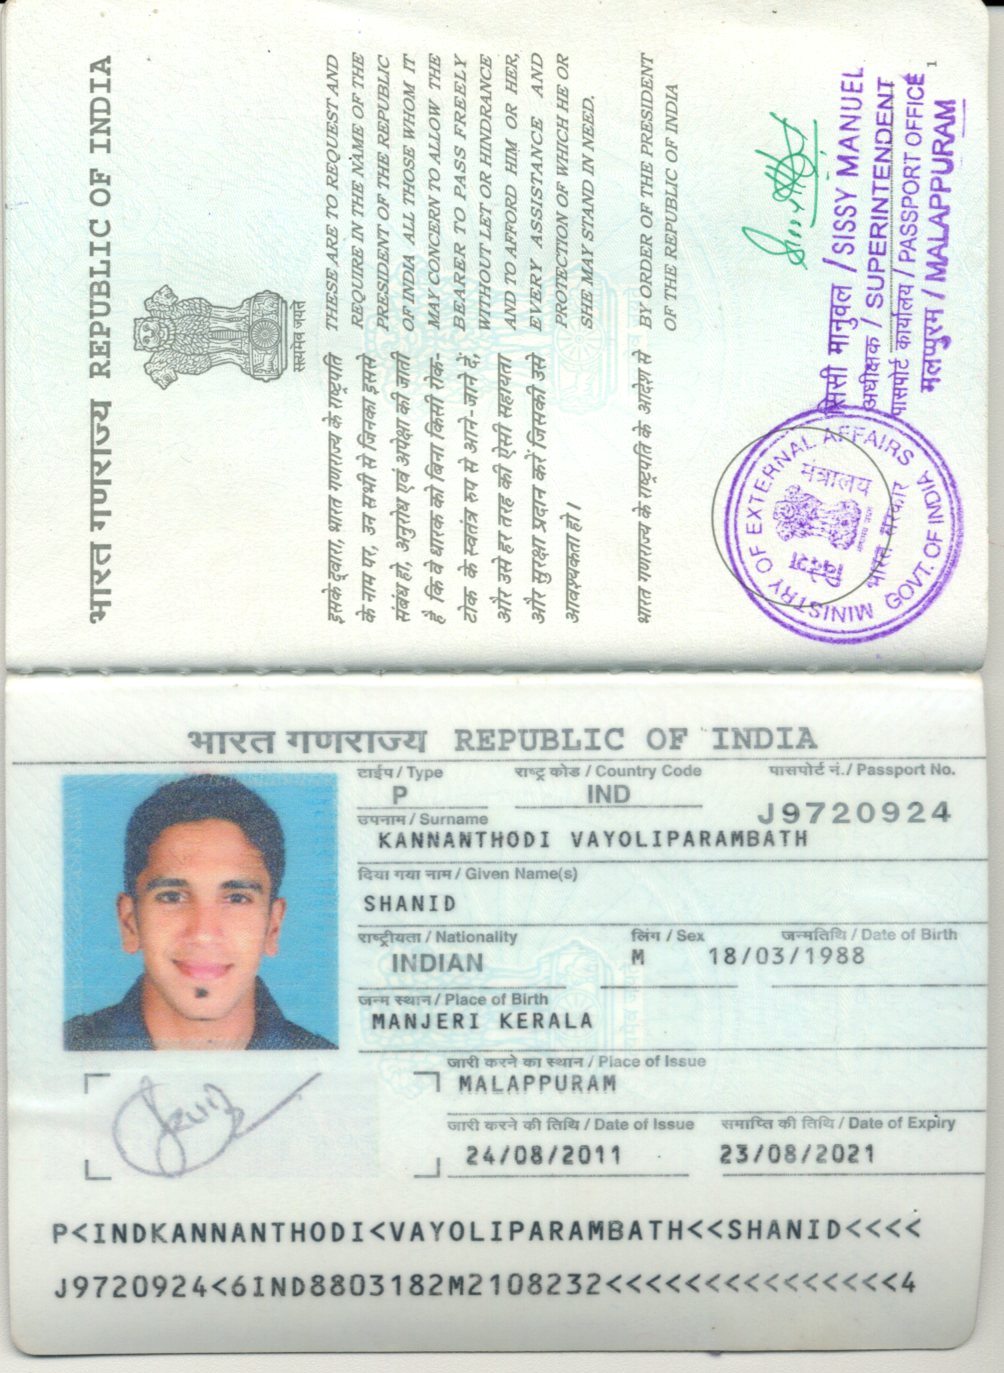 भारत गणराज्य REPUBLIC OF INDIA
सत्यमेव जयते
इसके द्वारा, भारत गणराज्य के राष्ट्रपति
के नाम पर, उन सभी से जिनका इससे
संबंध हो, अनुरोध एवं अपेक्षा की जाती
है कि वे धारक को बिना किसी रोक-
टोक के स्वतंत्र रुप से आने-जाने दें,
और उसे हर तरह की ऐसी सहायता
और सुरक्षा प्रदान करें जिसकी उसे
आवश्यकता हो।
THESE ARE TO REQUEST AND
REQUIRE IN THE NAME OF THE
PRESIDENT OF THE REPUBLIC
OF INDIA ALL THOSE WHOM IT
MAY CONCERN TO ALLOW THE
BEARER TO PASS FREELY
WITHOUT LET OR HINDRANCE
AND TO AFFORD HIM OR HER,
EVERY ASSISTANCE AND
PROTECTION OF WHICH HE OR
SHE MAY STAND IN NEED.
भारत गणराज्य के राष्ट्रपति के आदेश से
BY ORDER OF THE PRESIDENT
OF THE REPUBLIC OF INDIA
MINISTRY OF EXTERNAL AFFAIRS
विदेश मंत्रालय
भारत सरकार
GOVT. OF INDIA
सिसी मानुवल / SISSY MANUEL
अधीक्षक / SUPERINTENDENT
पासपोर्ट कार्यालय / PASSPORT OFFICE
मलप्पुरम / MALAPPURAM
1
भारत गणराज्य REPUBLIC OF INDIA
टाईप / Type राष्ट्र कोड / Country Code पासपोर्ट नं. / Passport No.
P IND J9720924
उपनाम / Surname
KANNANTHODI VAYOLIPARAMBATH
दिया गया नाम / Given Name(s)
SHANID
राष्ट्रीयता / Nationality लिंग / Sex जन्मतिथि / Date of Birth
INDIAN M 18/03/1988
जन्म स्थान / Place of Birth
MANJERI KERALA
जारी करने का स्थान / Place of Issue
MALAPPURAM
जारी करने की तिथि / Date of Issue समाप्ति की तिथि / Date of Expiry
24/08/2011 23/08/2021
P<INDKANNANTHODI<VAYOLIPARAMBATH<<SHANID<<<<
J9720924<6IND8803182M2108232<<<<<<<<<<<<<<<4